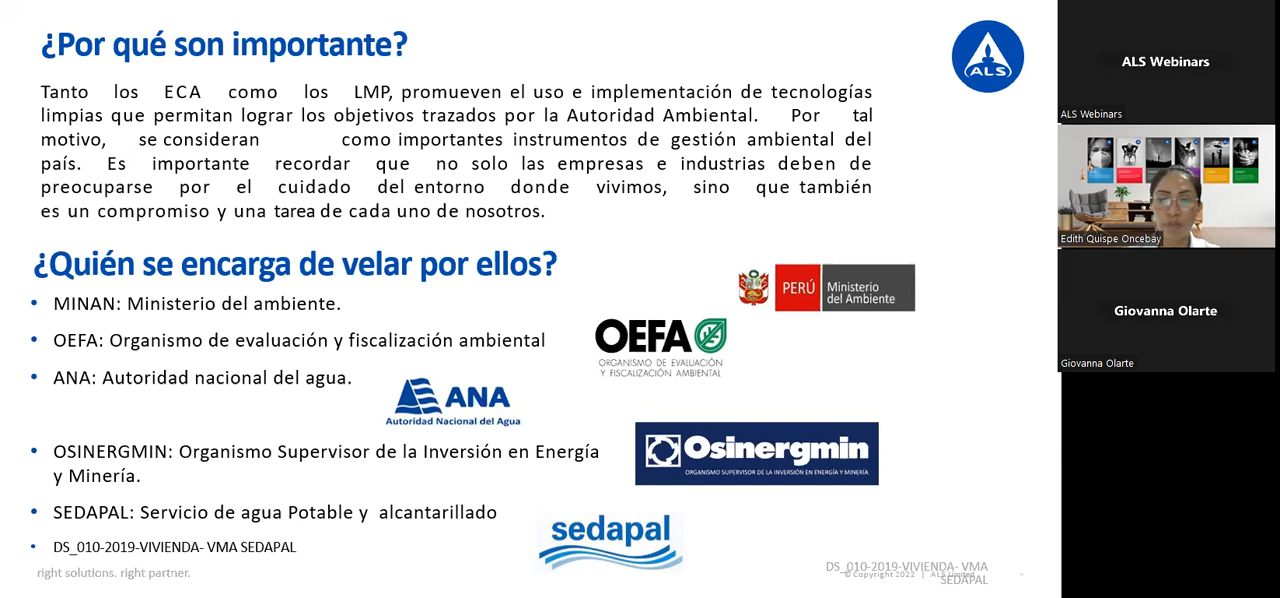 ¿Por qué son importante?
ALS
Tanto los ECA como los LMP, promueven el uso e implementación de tecnologías
limpias que permitan lograr los objetivos trazados por la Autoridad Ambiental. Por tal
motivo, se consideran como importantes instrumentos de gestión ambiental del
país. Es importante recordar que no solo las empresas e industrias deben de
preocuparse por el cuidado del entorno donde vivimos, sino que también
es un compromiso y una tarea de cada uno de nosotros.
¿Quién se encarga de velar por ellos?
• MINAN: Ministerio del ambiente.
PERÚ
Ministerio
del Ambiente
• OEFA: Organismo de evaluación y fiscalización ambiental
OEFA
ORGANISMO DE EVALUACIÓN
Y FISCALIZACIÓN AMBIENTAL
• ANA: Autoridad nacional del agua.
ANA
Autoridad Nacional del Agua
• OSINERGMIN: Organismo Supervisor de la Inversión en Energía
y Minería.
Osinergmin
ORGANISMO SUPERVISOR DE LA INVERSIÓN EN ENERGÍA Y MINERÍA
• SEDAPAL: Servicio de agua Potable y alcantarillado
sedapal
• DS_010-2019-VIVIENDA- VMA SEDAPAL
right solutions. right partner.
DS_010-2019-VIVIENDA- VMA
SEDAPAL
© Copyright 2022 | ALS Limited
ALS Webinars
ALS Webinars
Edith Quispe Oncebay
Giovanna Olarte
Giovanna Olarte